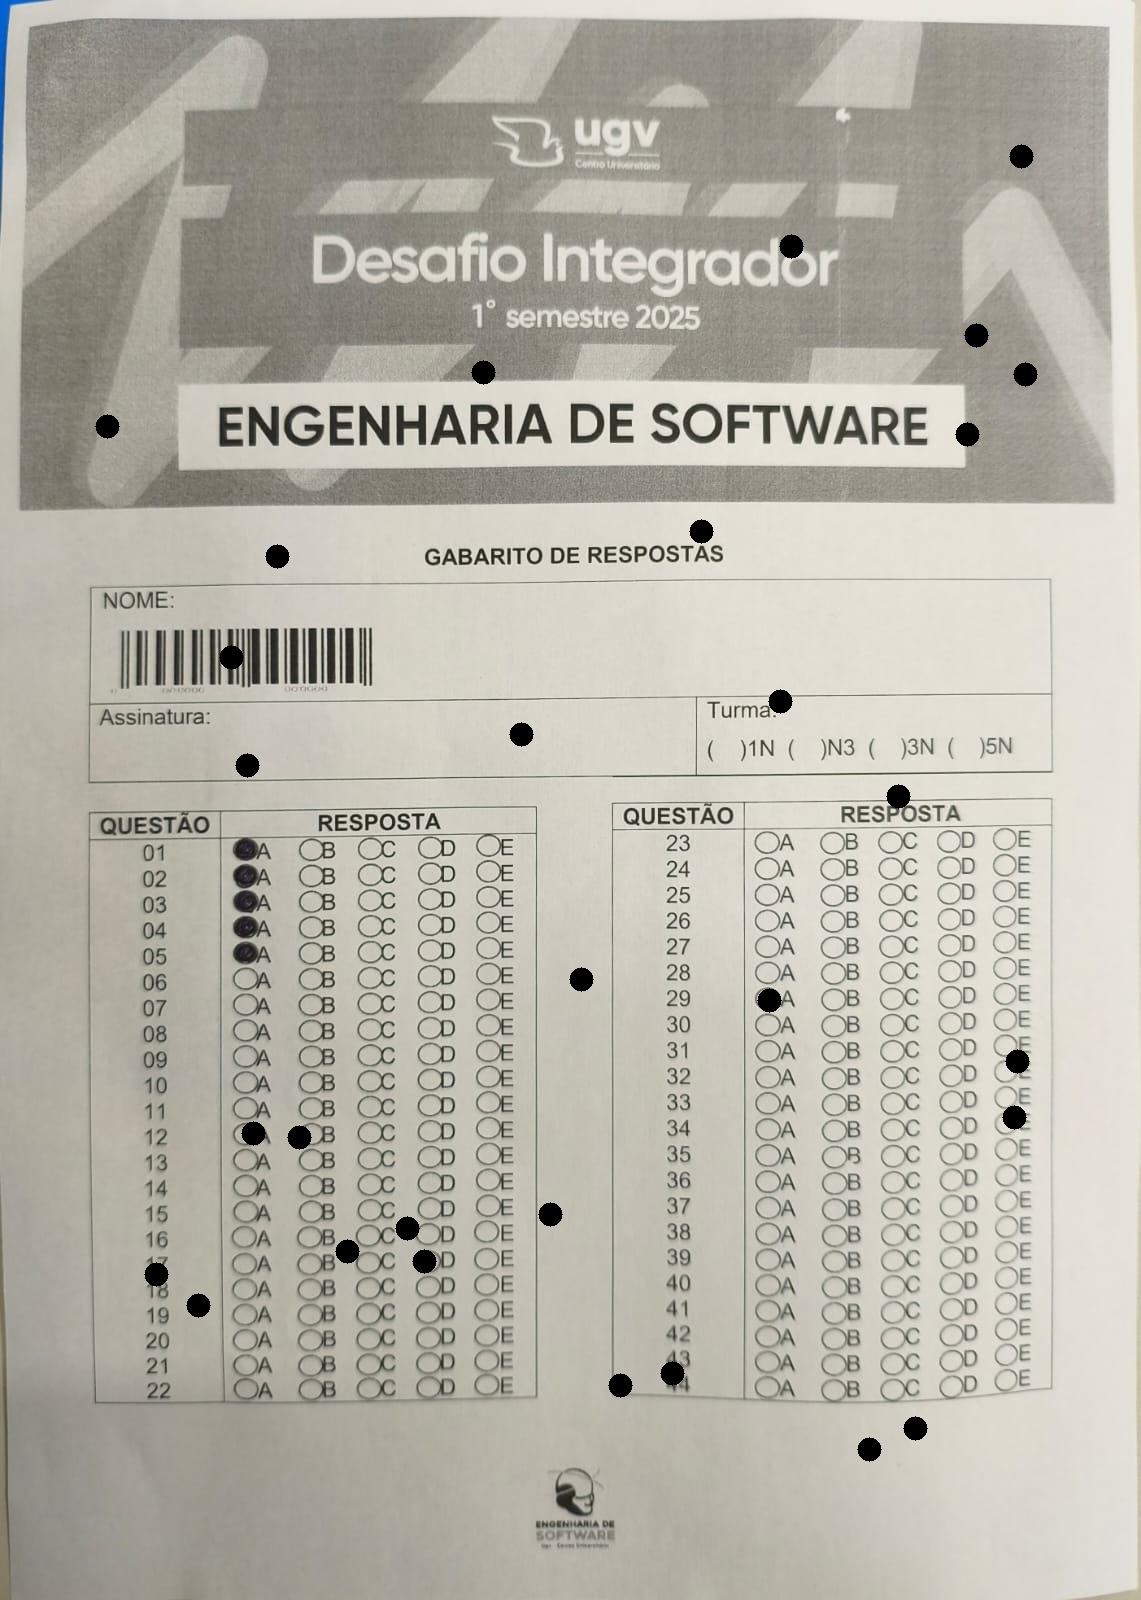 ugv
Centro Universitário
Desafio Integrador
1° semestre 2025
ENGENHARIA DE SOFTWARE
GABARITO DE RESPOSTAS
NOME:
Assinatura:
Turma:
( )1N ( )N3 ( )3N ( )5N
QUESTÃO RESPOSTA
01 A B C D E
02 A B C D E
03 A B C D E
04 A B C D E
05 A B C D E
06 A B C D E
07 A B C D E
08 A B C D E
09 A B C D E
10 A B C D E
11 A B C D E
12 B C D E
13 A B C D E
14 A B C D E
15 A B C D E
16 A B C D E
17 A B C D E
18 A B C D E
19 A B C D E
20 A B C D E
21 A B C D E
22 A B C D E
QUESTÃO RESPOSTA
23 A B C D E
24 A B C D E
25 A B C D E
26 A B C D E
27 A B C D E
28 A B C D E
29 A B C D E
30 A B C D E
31 A B C D E
32 A B C D E
33 A B C D E
34 A B C D E
35 A B C D E
36 A B C D E
37 A B C D E
38 A B C D E
39 A B C D E
40 A B C D E
41 A B C D E
42 A B C D E
43 A B C D E
44 A B C D E
ENGENHARIA DE
SOFTWARE